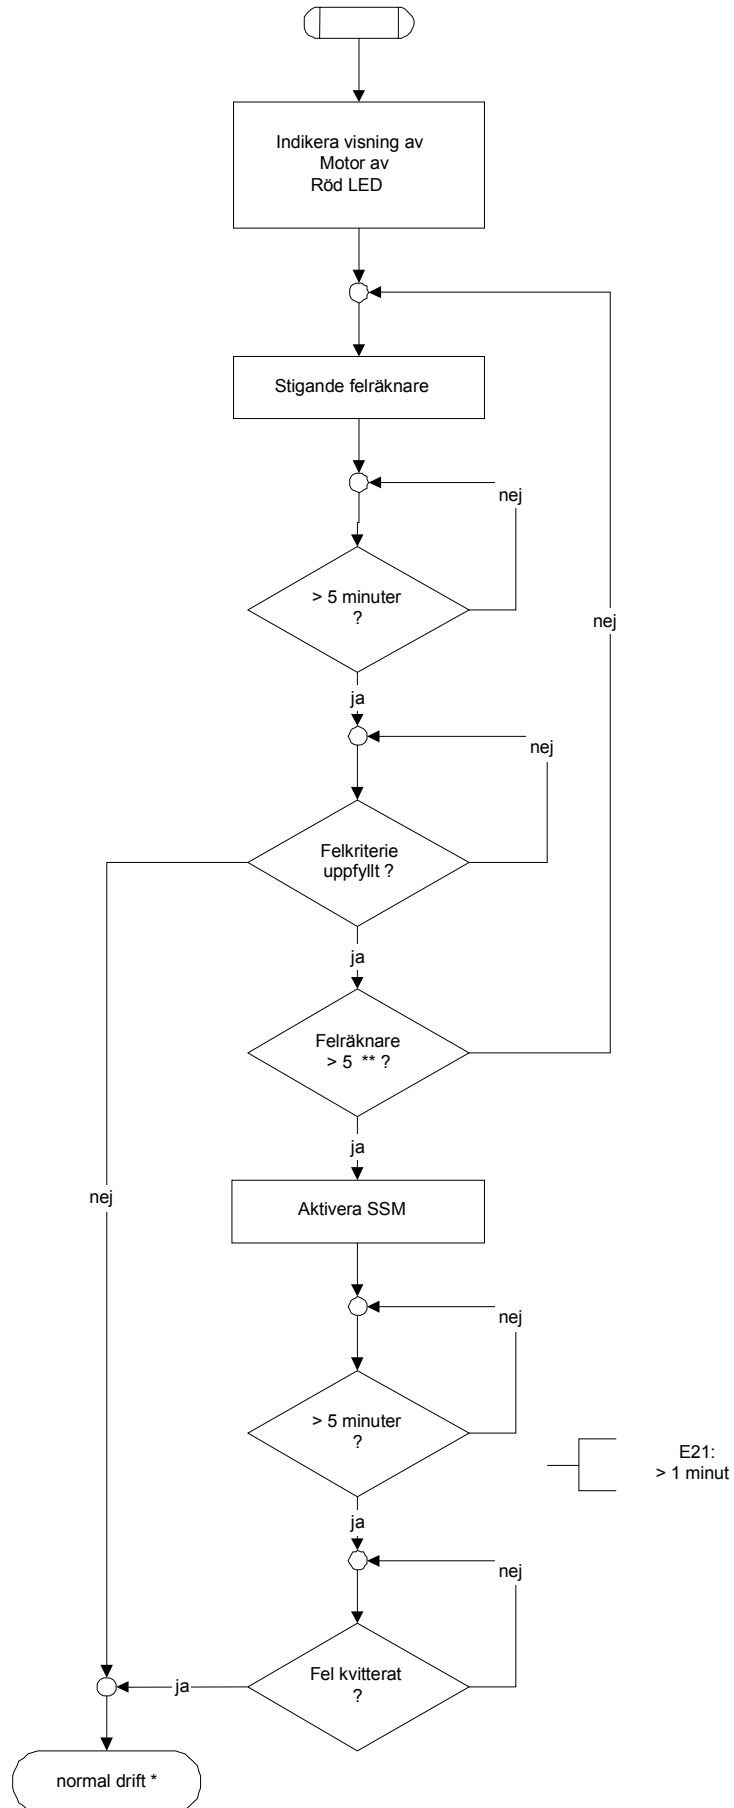 Indikera visning av
Motor av
Röd LED
Stigande felräknare
nej
> 5 minuter
?
nej
ja
nej
Felkriterie
uppfyllt ?
ja
Felräknare
> 5 ** ?
ja
nej
Aktivera SSM
nej
> 5 minuter
?
E21:
> 1 minut
ja
nej
Fel kvitterat
?
ja
normal drift *